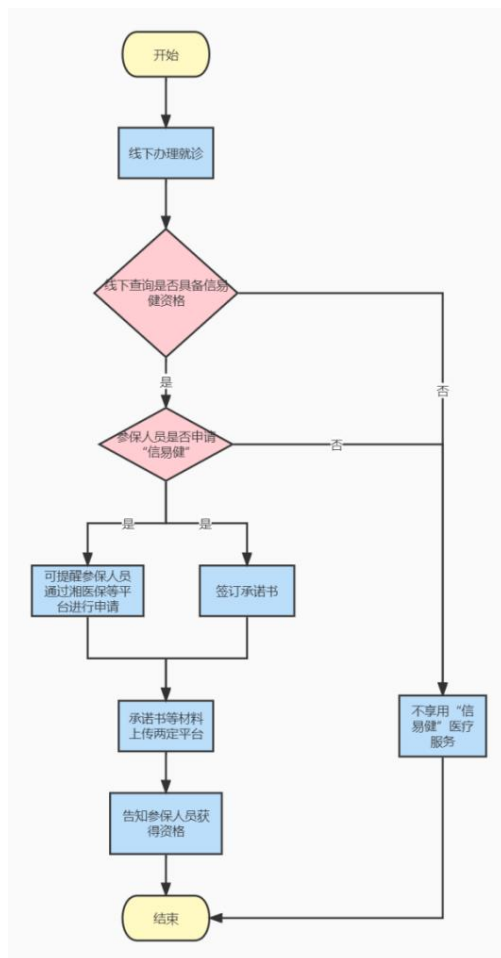 开始
线下办理就诊
线下查询是否具备信易
健资格
是
否
参保人员是否申请
“信易健”
否
是
是
可提醒参保人员
通过湘医保等平
台进行申请
签订承诺书
承诺书等材料
上传两定平台
不享用“信
易健”医疗
服务
告知参保人员获
得资格
结束